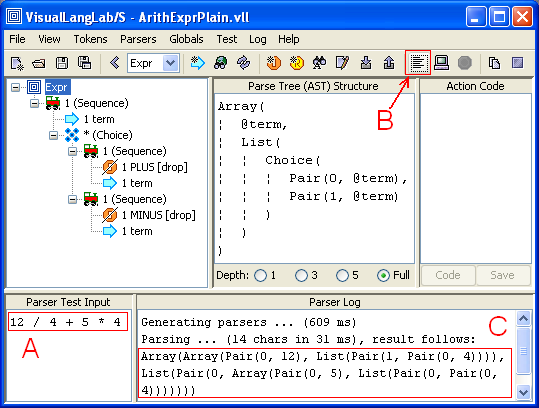 VisualLangLab/S - ArithExprPlain.vll
File View Tokens Parsers Globals Test Log Help
Expr
Expr
1 (Sequence)
1 term
* (Choice)
1 (Sequence)
1 PLUS [drop]
1 term
1 (Sequence)
1 MINUS [drop]
1 term
Parse Tree (AST) Structure
Array(
¦ @term,
¦ List(
¦ ¦ Choice(
¦ ¦ ¦ Pair(0, @term),
¦ ¦ ¦ Pair(1, @term)
¦ ¦ )
¦ )
)
Depth: 1 3 5 Full
Action Code
B
Code Save
Parser Test Input
12 / 4 + 5 * 4
A
Parser Log
Generating parsers ... (609 ms)
Parsing ... (14 chars in 31 ms), result follows:
Array(Array(Pair(0, 12), List(Pair(1, Pair(0, 4)))),
List(Pair(0, Array(Pair(0, 5), List(Pair(0, Pair(0,
4)))))))
C